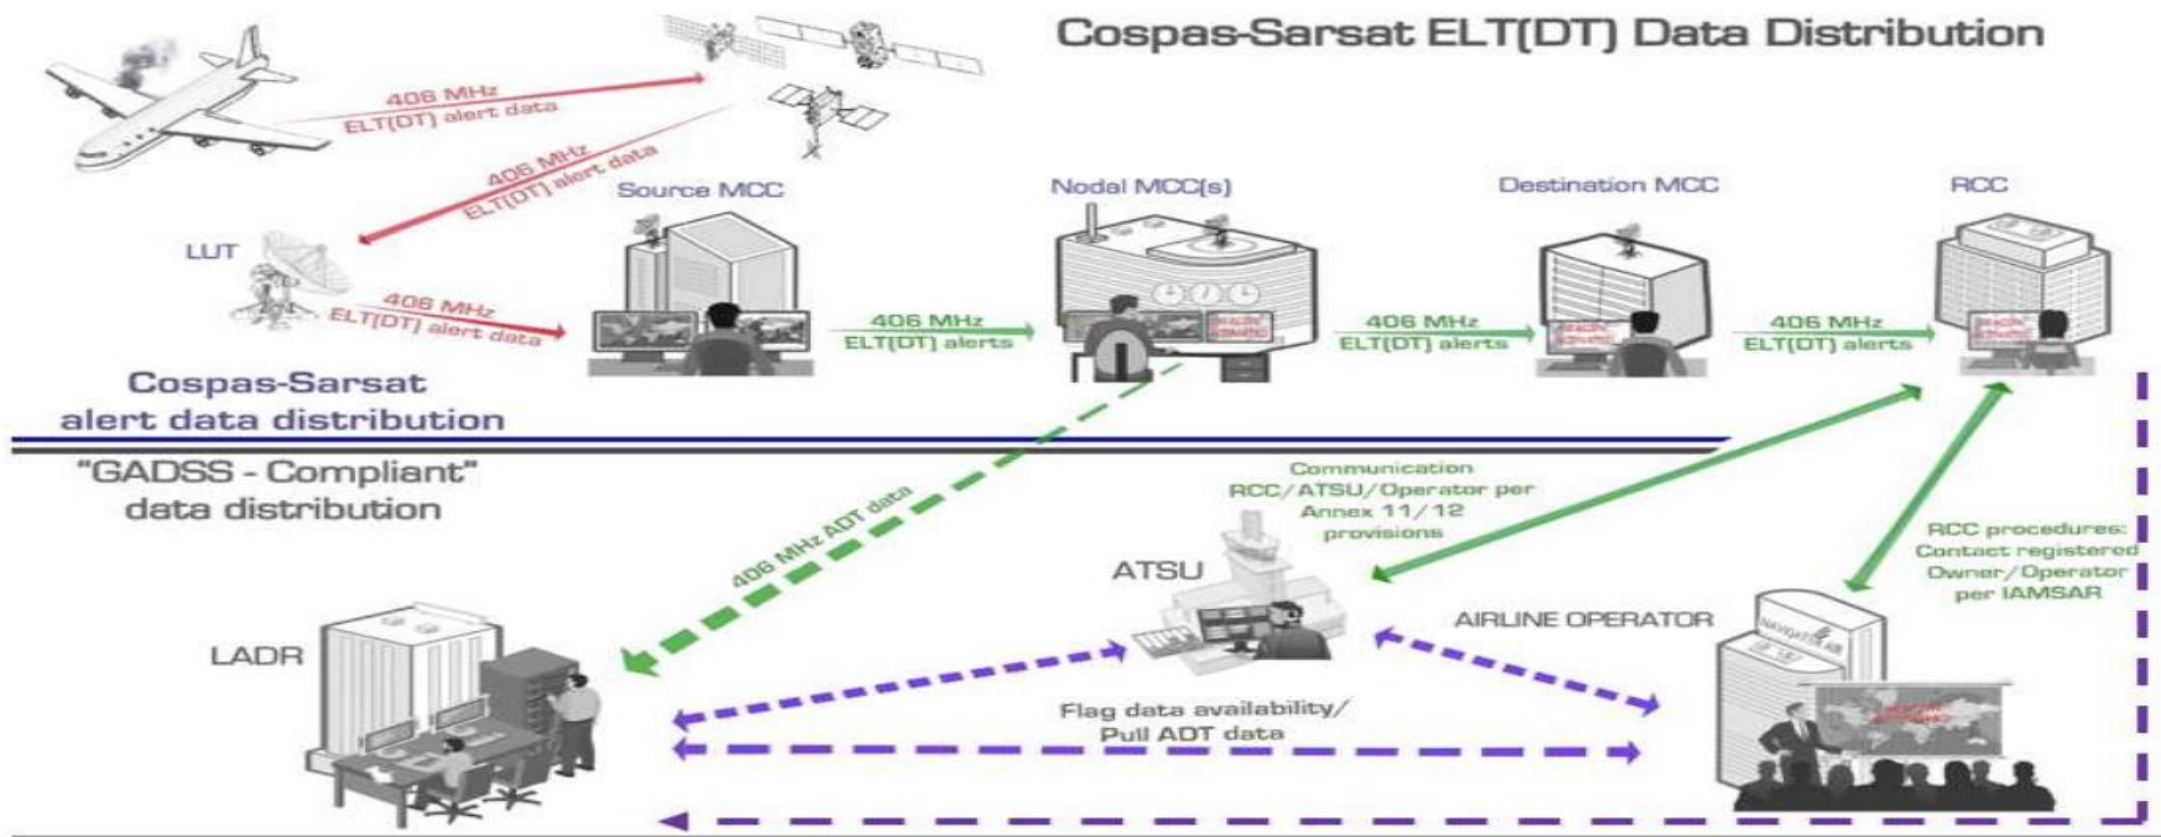 Cospas-Sarsat ELT(DT) Data Distribution
406 MHz
ELT(DT) alert data
406 MHz
ELT(DT) alert data
LUT
406 MHz
ELT(DT) alert data
Source MCC
406 MHz
ELT(DT) alerts
Nodal MCC(s)
406 MHz
ELT(DT) alerts
Destination MCC
406 MHz
ELT(DT) alerts
RCC
Cospas-Sarsat
alert data distribution
"GADSS - Compliant"
data distribution
406 MHz ADT data
Communication
RCC/ATSU/Operator per
Annex 11/12
provisions
RCC procedures:
Contact registered
Owner/Operator
per IAMSAR
ATSU
AIRLINE OPERATOR
LADR
Flag data availability/
Pull ADT data